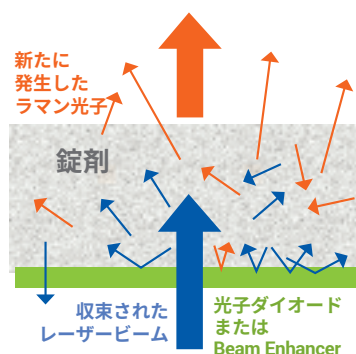 新たに
発生した
ラマン光子
錠剤
収束された
レーザービーム
光子ダイオード
または
Beam Enhancer